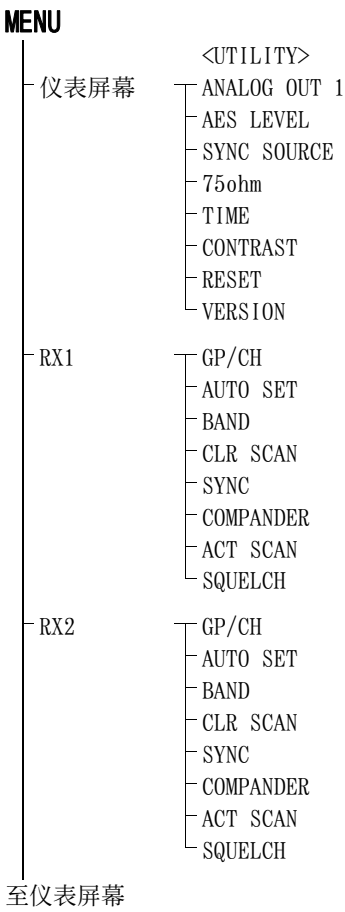 MENU
<UTILITY>
仪表屏幕 ANALOG OUT 1
AES LEVEL
SYNC SOURCE
75ohm
TIME
CONTRAST
RESET
VERSION
RX1 GP/CH
AUTO SET
BAND
CLR SCAN
SYNC
COMPANDER
ACT SCAN
SQUELCH
RX2 GP/CH
AUTO SET
BAND
CLR SCAN
SYNC
COMPANDER
ACT SCAN
SQUELCH
至仪表屏幕